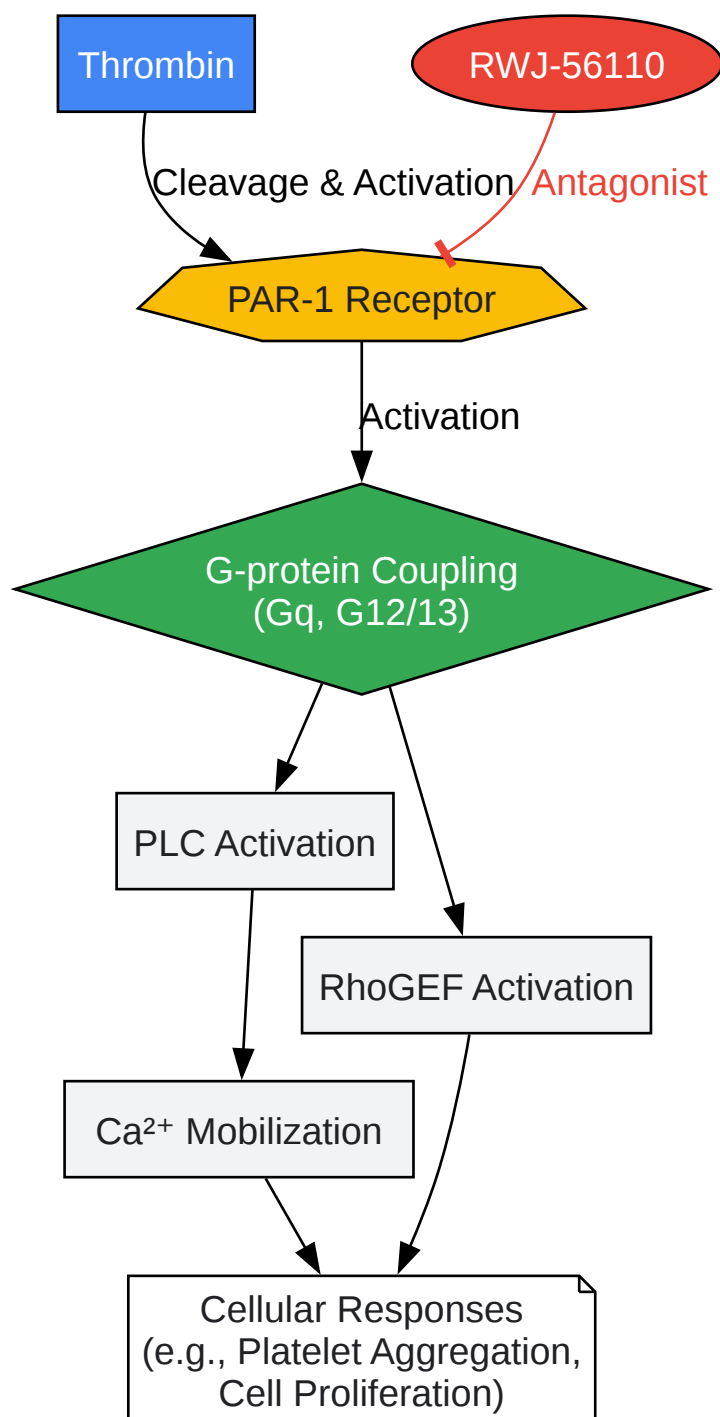 Thrombin
RWJ-56110
Cleavage & Activation
Antagonist
PAR-1 Receptor
Activation
G-protein Coupling
(Gq, G12/13)
PLC Activation
RhoGEF Activation
Ca²⁺ Mobilization
Cellular Responses
(e.g., Platelet Aggregation,
Cell Proliferation)